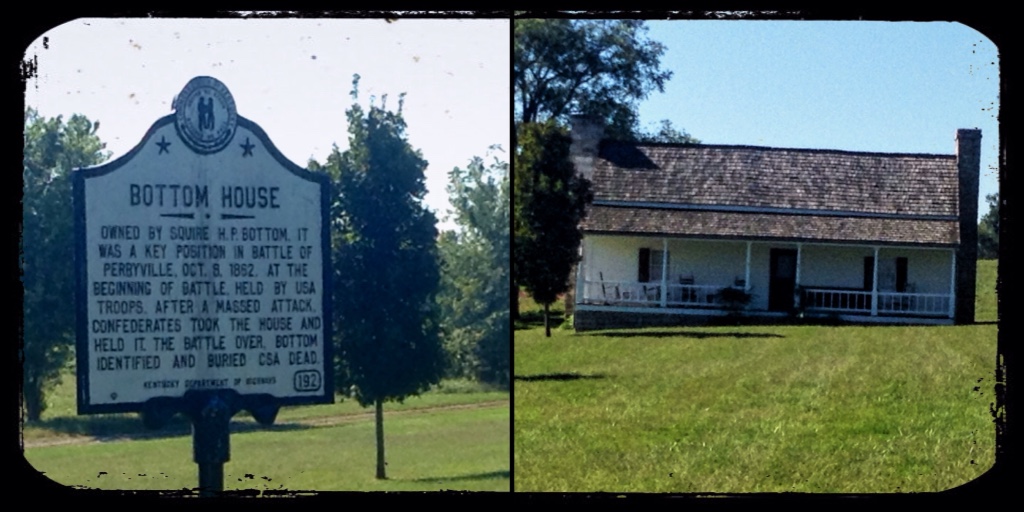 BOTTOM HOUSE
OWNED BY SQUIRE H.P. BOTTOM. IT
WAS A KEY POSITION IN BATTLE OF
PERRYVILLE, OCT. 8, 1862. AT THE
BEGINNING OF BATTLE, HELD BY USA
TROOPS. AFTER A MASSED ATTACK,
CONFEDERATES TOOK THE HOUSE AND
HELD IT. THE BATTLE OVER, BOTTOM
IDENTIFIED AND BURIED CSA DEAD.
KENTUCKY DEPARTMENT OF HIGHWAYS
192